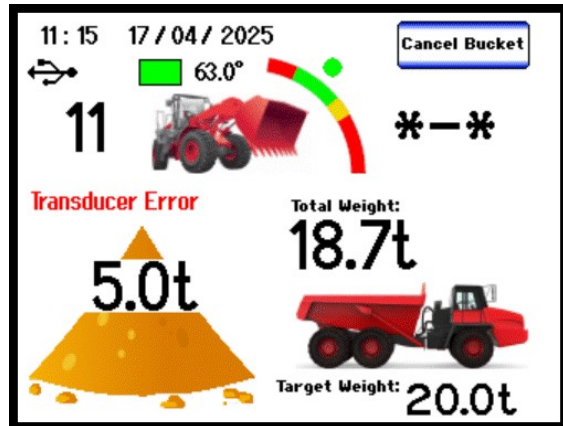 11 : 15 17 / 04 / 2025
Cancel Bucket
63.0°
11
*-*
Transducer Error
Total Weight:
18.7t
5.0t
Target Weight: 20.0t